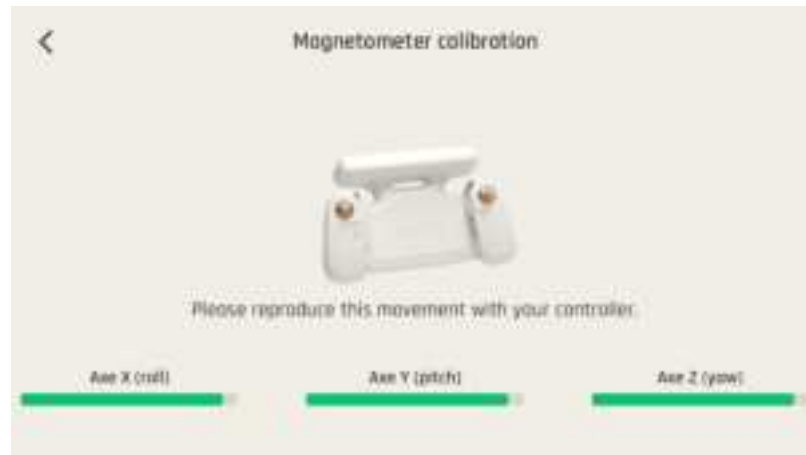 Magnetometer calibration
Please reproduce this movement with your controller.
Axe X (roll)
Axe Y (pitch)
Axe Z (yaw)